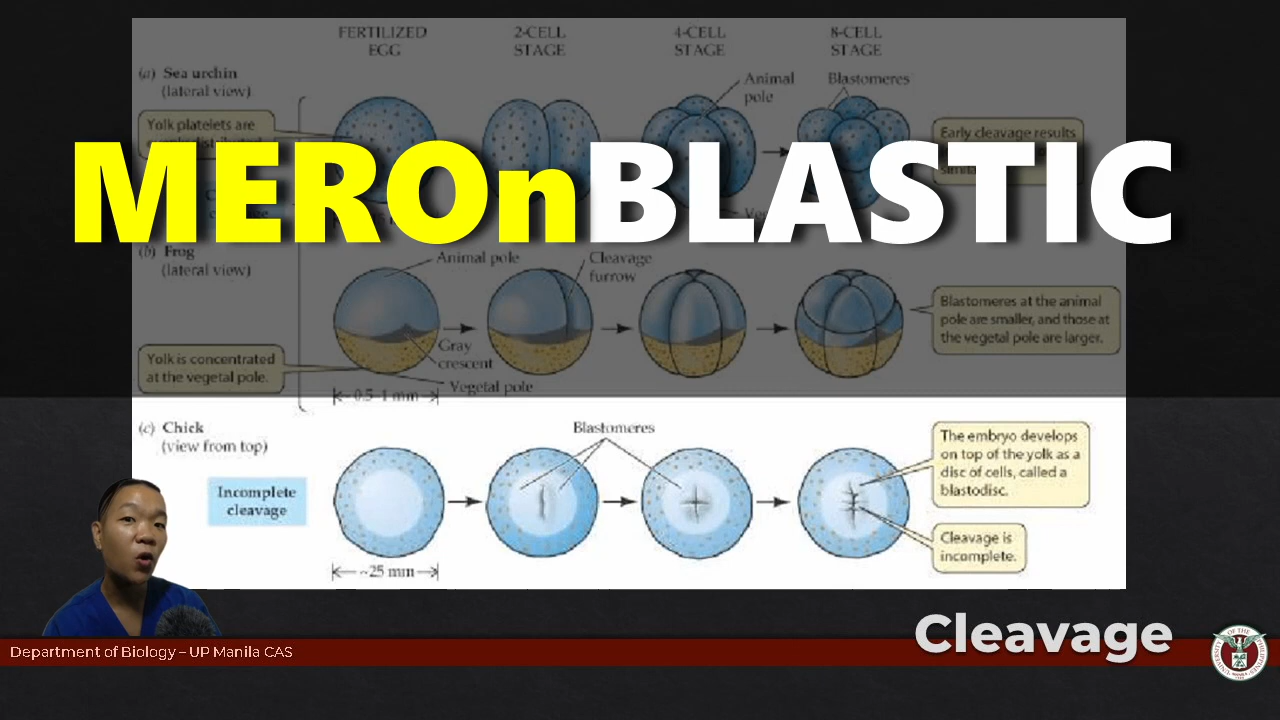 FERTILIZED EGG
2-CELL STAGE
4-CELL STAGE
8-CELL STAGE
(a) Sea urchin
(lateral view)
Animal pole
Blastomeres
Yolk platelets are
Early cleavage results
MEROnBLASTIC
(b) Frog
(lateral view)
Animal pole
Cleavage furrow
Blastomeres at the animal
pole are smaller, and those at
the vegetal pole are larger.
Gray crescent
Yolk is concentrated
at the vegetal pole.
Vegetal pole
0.5–1 mm
(c) Chick
(view from top)
Blastomeres
The embryo develops
on top of the yolk as a
disc of cells, called a
blastodisc.
Incomplete
cleavage
Cleavage is
incomplete.
~25 mm
Cleavage
Department of Biology – UP Manila CAS